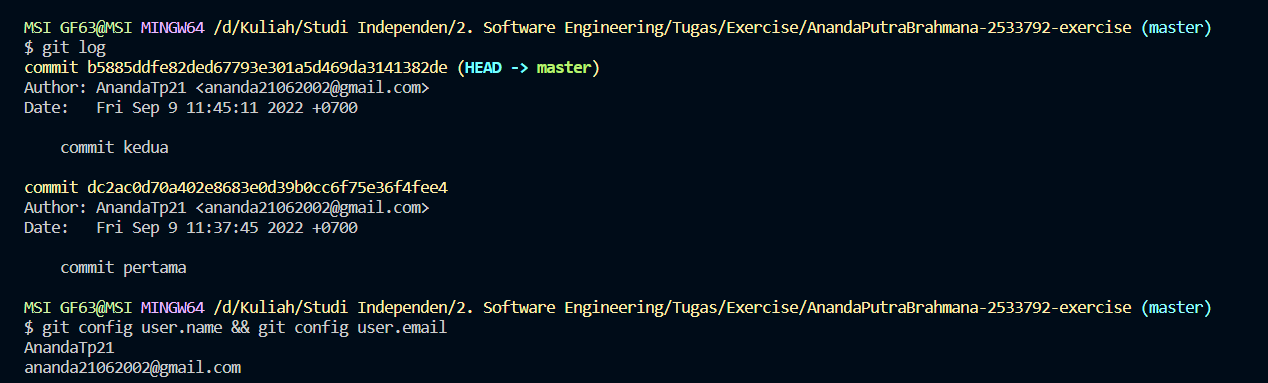 MSI GF63@MSI MINGW64 /d/Kuliah/Studi Independen/2. Software Engineering/Tugas/Exercise/AnandaPutraBrahmana-2533792-exercise (master)
$ git log
commit b5885ddfe82ded67793e301a5d469da3141382de (HEAD -> master)
Author: AnandaTp21 <ananda21062002@gmail.com>
Date:   Fri Sep 9 11:45:11 2022 +0700

    commit kedua

commit dc2ac0d70a402e8683e0d39b0cc6f75e36f4fee4
Author: AnandaTp21 <ananda21062002@gmail.com>
Date:   Fri Sep 9 11:37:45 2022 +0700

    commit pertama

MSI GF63@MSI MINGW64 /d/Kuliah/Studi Independen/2. Software Engineering/Tugas/Exercise/AnandaPutraBrahmana-2533792-exercise (master)
$ git config user.name && git config user.email
AnandaTp21
ananda21062002@gmail.com